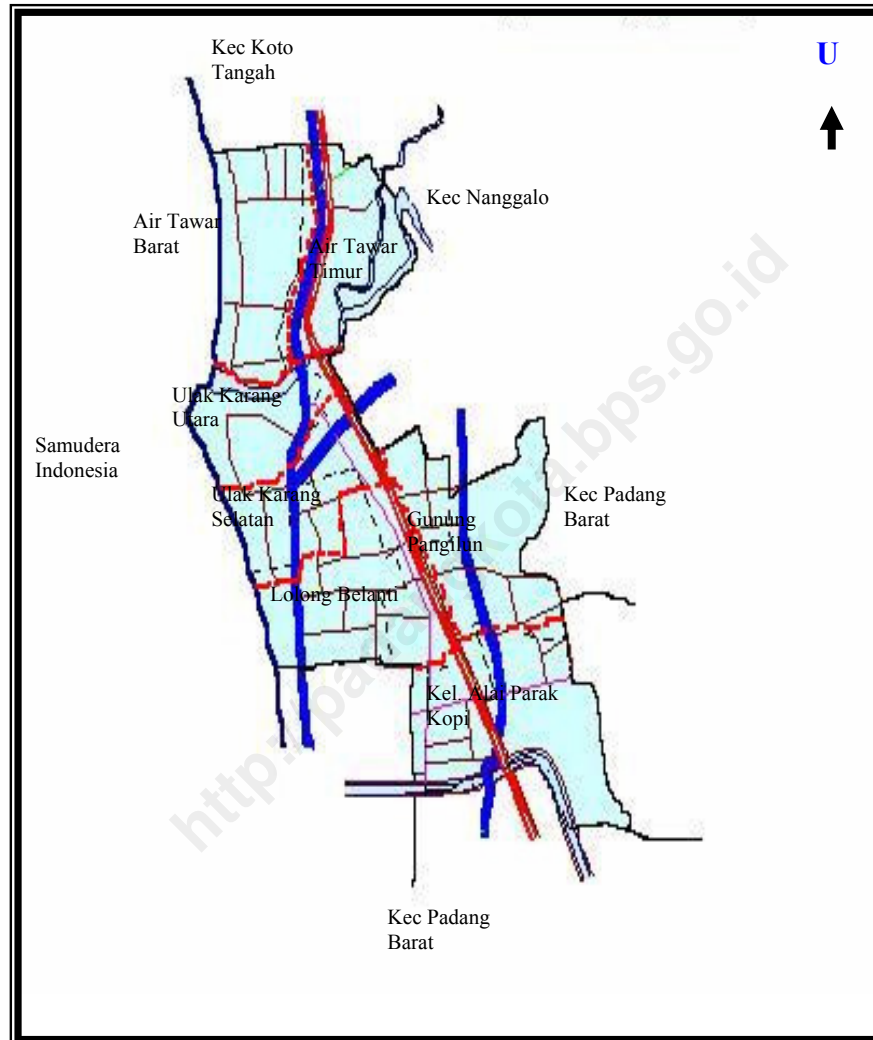 Kec Koto
Tangah
U
Kec Nanggalo
Air Tawar
Barat
Air Tawar
Timur
Ulak Karang
Utara
Samudera
Indonesia
Ulak Karang
Selatan
Gunung
Pangilun
Kec Padang
Barat
Lolong Belanti
Kel. Alai Parak
Kopi
Kec Padang
Barat
http://padangkota.bps.go.id